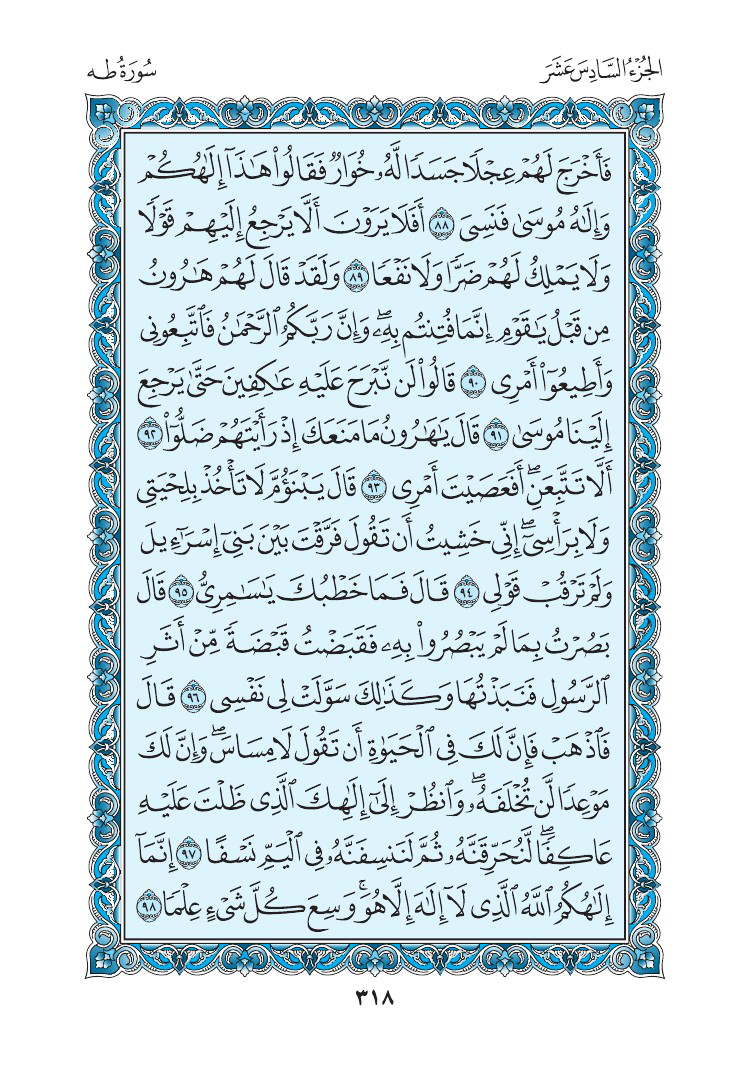 الجُزْءُ السَّادِسَ عَشَرَ
سُورَةُ طه
فَأَخْرَجَ لَهُمْ عِجْلًا جَسَدًا لَّهُۥ خُوَارٌ فَقَالُوا۟ هَـٰذَآ إِلَـٰهُكُمْ
وَإِلَـٰهُ مُوسَىٰ فَنَسِىَ ٨٨ أَفَلَا يَرَوْنَ أَلَّا يَرْجِعُ إِلَيْهِمْ قَوْلًا
وَلَا يَمْلِكُ لَهُمْ ضَرًّا وَلَا نَفْعًا ٨٩ وَلَقَدْ قَالَ لَهُمْ هَـٰرُونُ
مِن قَبْلُ يَـٰقَوْمِ إِنَّمَا فُتِنتُم بِهِۦ ۖ وَإِنَّ رَبَّكُمُ ٱلرَّحْمَـٰنُ فَٱتَّبِعُونِى
وَأَطِيعُوٓا۟ أَمْرِى ٩٠ قَالُوا۟ لَن نَّبْرَحَ عَلَيْهِ عَـٰكِفِينَ حَتَّىٰ يَرْجِعَ
إِلَيْنَا مُوسَىٰ ٩١ قَالَ يَـٰهَـٰرُونُ مَا مَنَعَكَ إِذْ رَأَيْتَهُمْ ضَلُّوٓا۟ ٩٢
أَلَّا تَتَّبِعَنِ ۖ أَفَعَصَيْتَ أَمْرِى ٩٣ قَالَ يَبْنَؤُمَّ لَا تَأْخُذْ بِلِحْيَتِى
وَلَا بِرَأْسِىٓ ۖ إِنِّى خَشِيتُ أَن تَقُولَ فَرَّقْتَ بَيْنَ بَنِىٓ إِسْرَٰٓءِيلَ
وَلَمْ تَرْقُبْ قَوْلِى ٩٤ قَالَ فَمَا خَطْبُكَ يَـٰسَـٰمِرِىُّ ٩٥ قَالَ
بَصُرْتُ بِمَا لَمْ يَبْصُرُوا۟ بِهِۦ فَقَبَضْتُ قَبْضَةً مِّنْ أَثَرِ
ٱلرَّسُولِ فَنَبَذْتُهَا وَكَذَٰلِكَ سَوَّلَتْ لِى نَفْسِى ٩٦ قَالَ
فَٱذْهَبْ فَإِنَّ لَكَ فِى ٱلْحَيَوٰةِ أَن تَقُولَ لَا مِسَاسَ ۖ وَإِنَّ لَكَ
مَوْعِدًا لَّن تُخْلَفَهُۥ ۖ وَٱنظُرْ إِلَىٰٓ إِلَـٰهِكَ ٱلَّذِى ظَلْتَ عَلَيْهِ
عَاكِفًا ۖ لَّنُحَرِّقَنَّهُۥ ثُمَّ لَنَنسِفَنَّهُۥ فِى ٱلْيَمِّ نَسْفًا ٩٧ إِنَّمَآ
إِلَـٰهُكُمُ ٱللَّهُ ٱلَّذِى لَآ إِلَـٰهَ إِلَّا هُوَ ۚ وَسِعَ كُلَّ شَىْءٍ عِلْمًا ٩٨
٣١٨